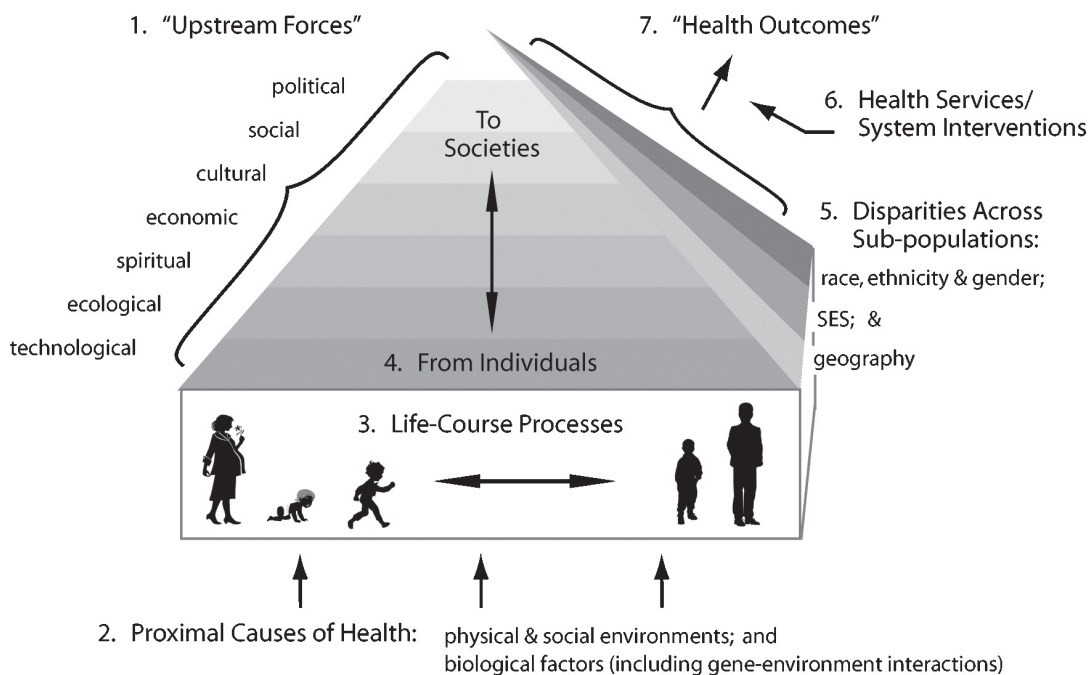 1. “Upstream Forces”
political
social
cultural
economic
spiritual
ecological
technological
7. “Health Outcomes”
6. Health Services/
System Interventions
5. Disparities Across
Sub-populations:
race, ethnicity & gender;
SES; &
geography
To
Societies
4. From Individuals
3. Life-Course Processes
2. Proximal Causes of Health: physical & social environments; and
biological factors (including gene-environment interactions)